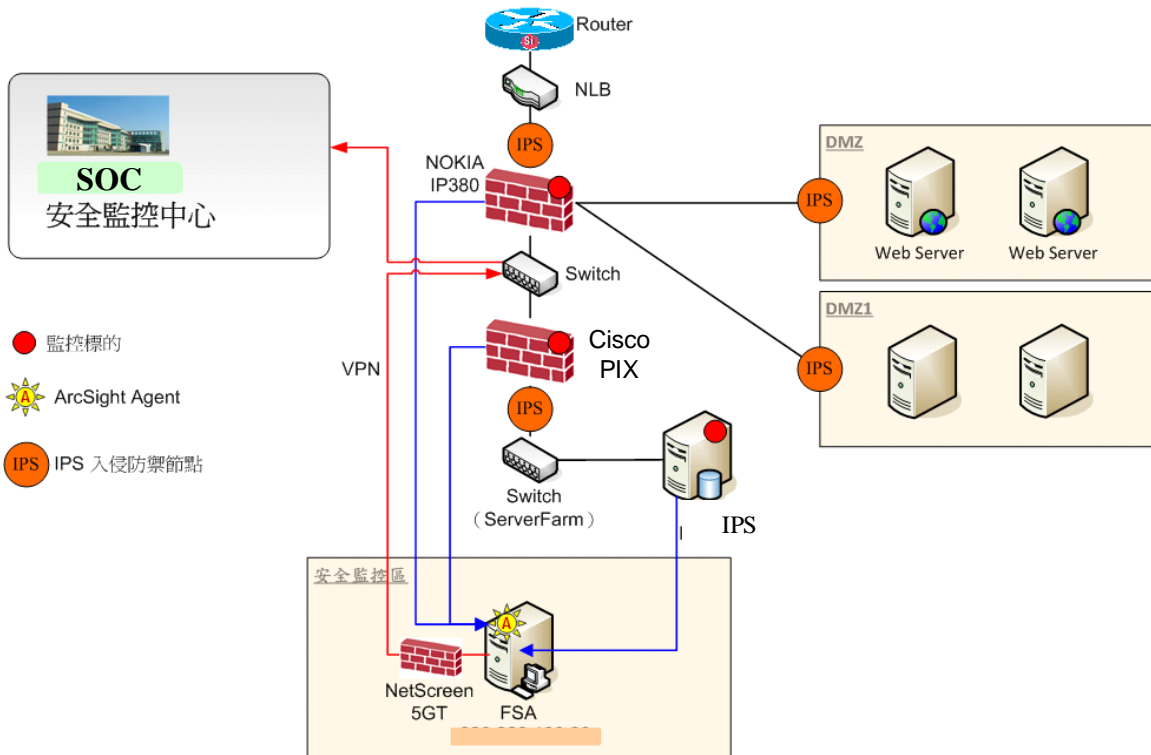 Router
Si
NLB
IPS
SOC
安全監控中心
NOKIA
IP380
DMZ
IPS
Web Server
Web Server
Switch
DMZ1
IPS
監控標的
VPN
Cisco
PIX
A
ArcSight Agent
IPS
IPS
IPS 入侵防禦節點
Switch
（ServerFarm）
IPS
安全監控區
A
NetScreen
5GT
FSA